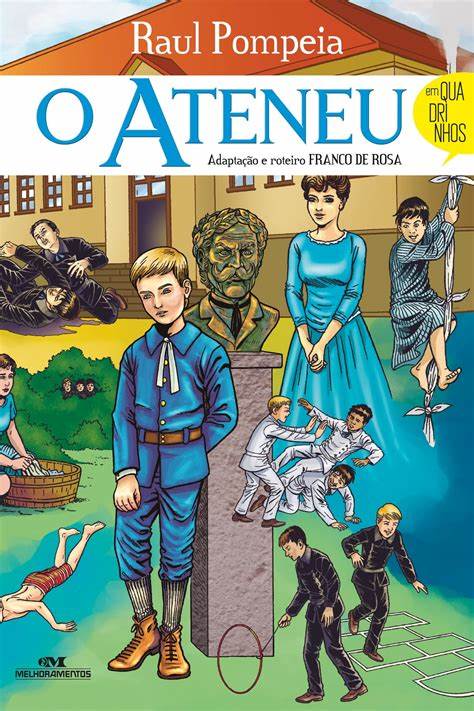 Raul Pompeia
O ATENEU
em QUA
DRI
NHOS
Adaptação e roteiro FRANCO DE ROSA
MELHORAMENTOS